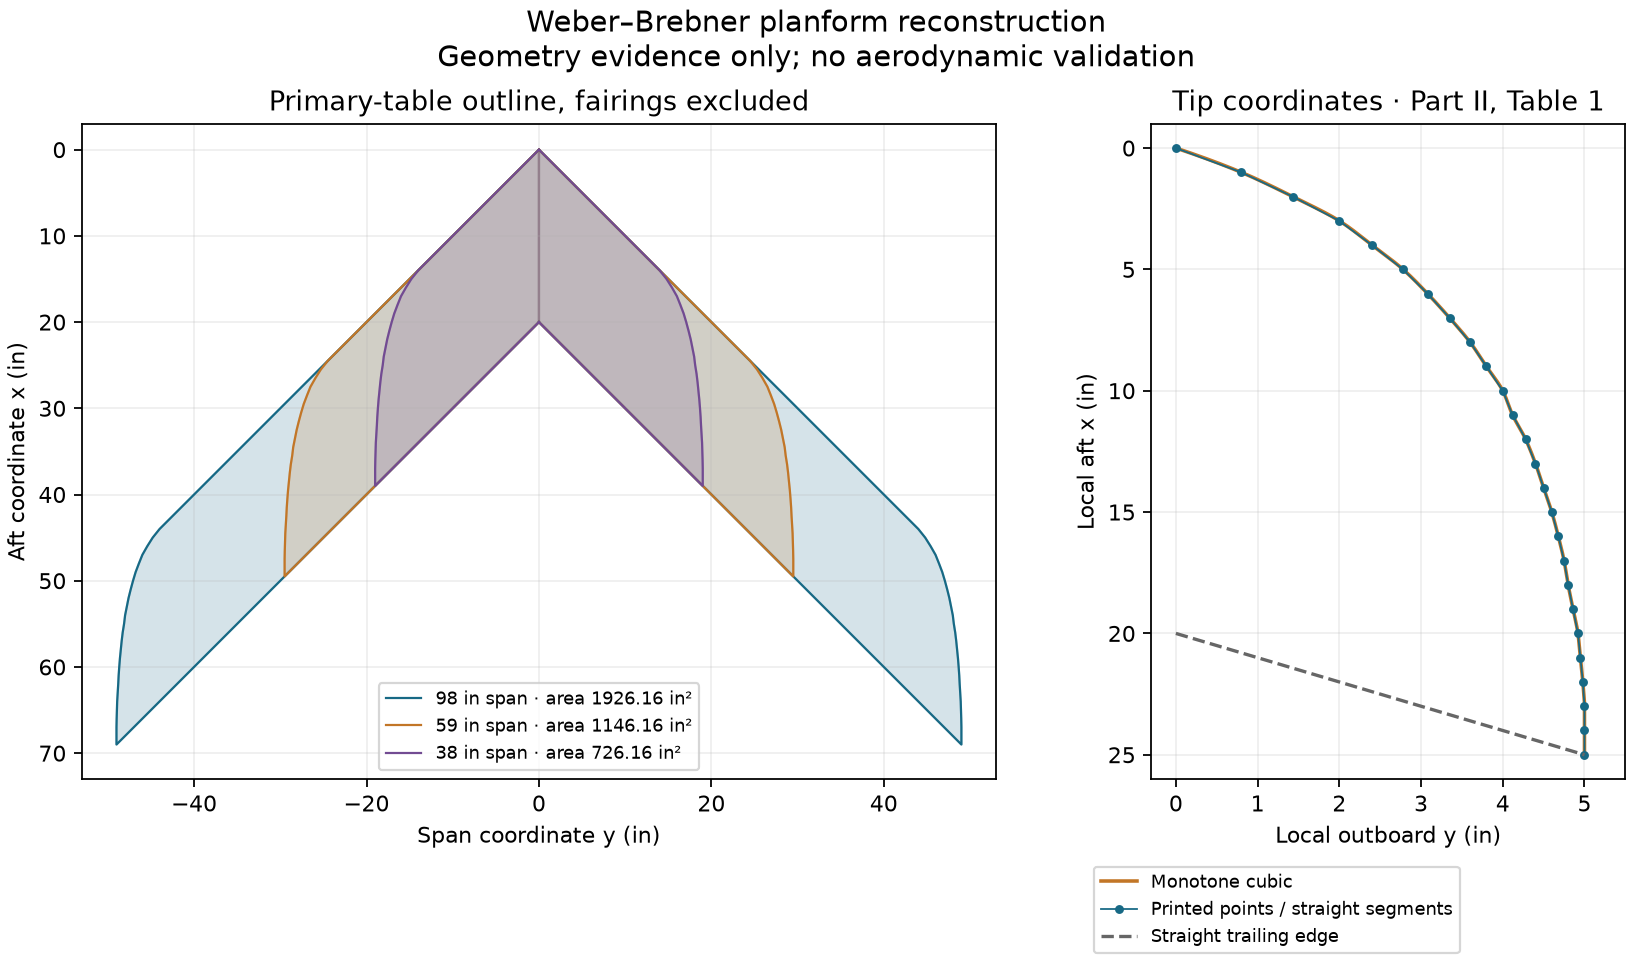 Weber–Brebner planform reconstruction
Geometry evidence only; no aerodynamic validation
Primary-table outline, fairings excluded
0
10
20
30
40
50
60
70
Aft coordinate x (in)
−40
−20
0
20
40
Span coordinate y (in)
98 in span · area 1926.16 in²
59 in span · area 1146.16 in²
38 in span · area 726.16 in²
Tip coordinates · Part II, Table 1
0
5
10
15
20
25
Local aft x (in)
0
1
2
3
4
5
Local outboard y (in)
Monotone cubic
Printed points / straight segments
Straight trailing edge